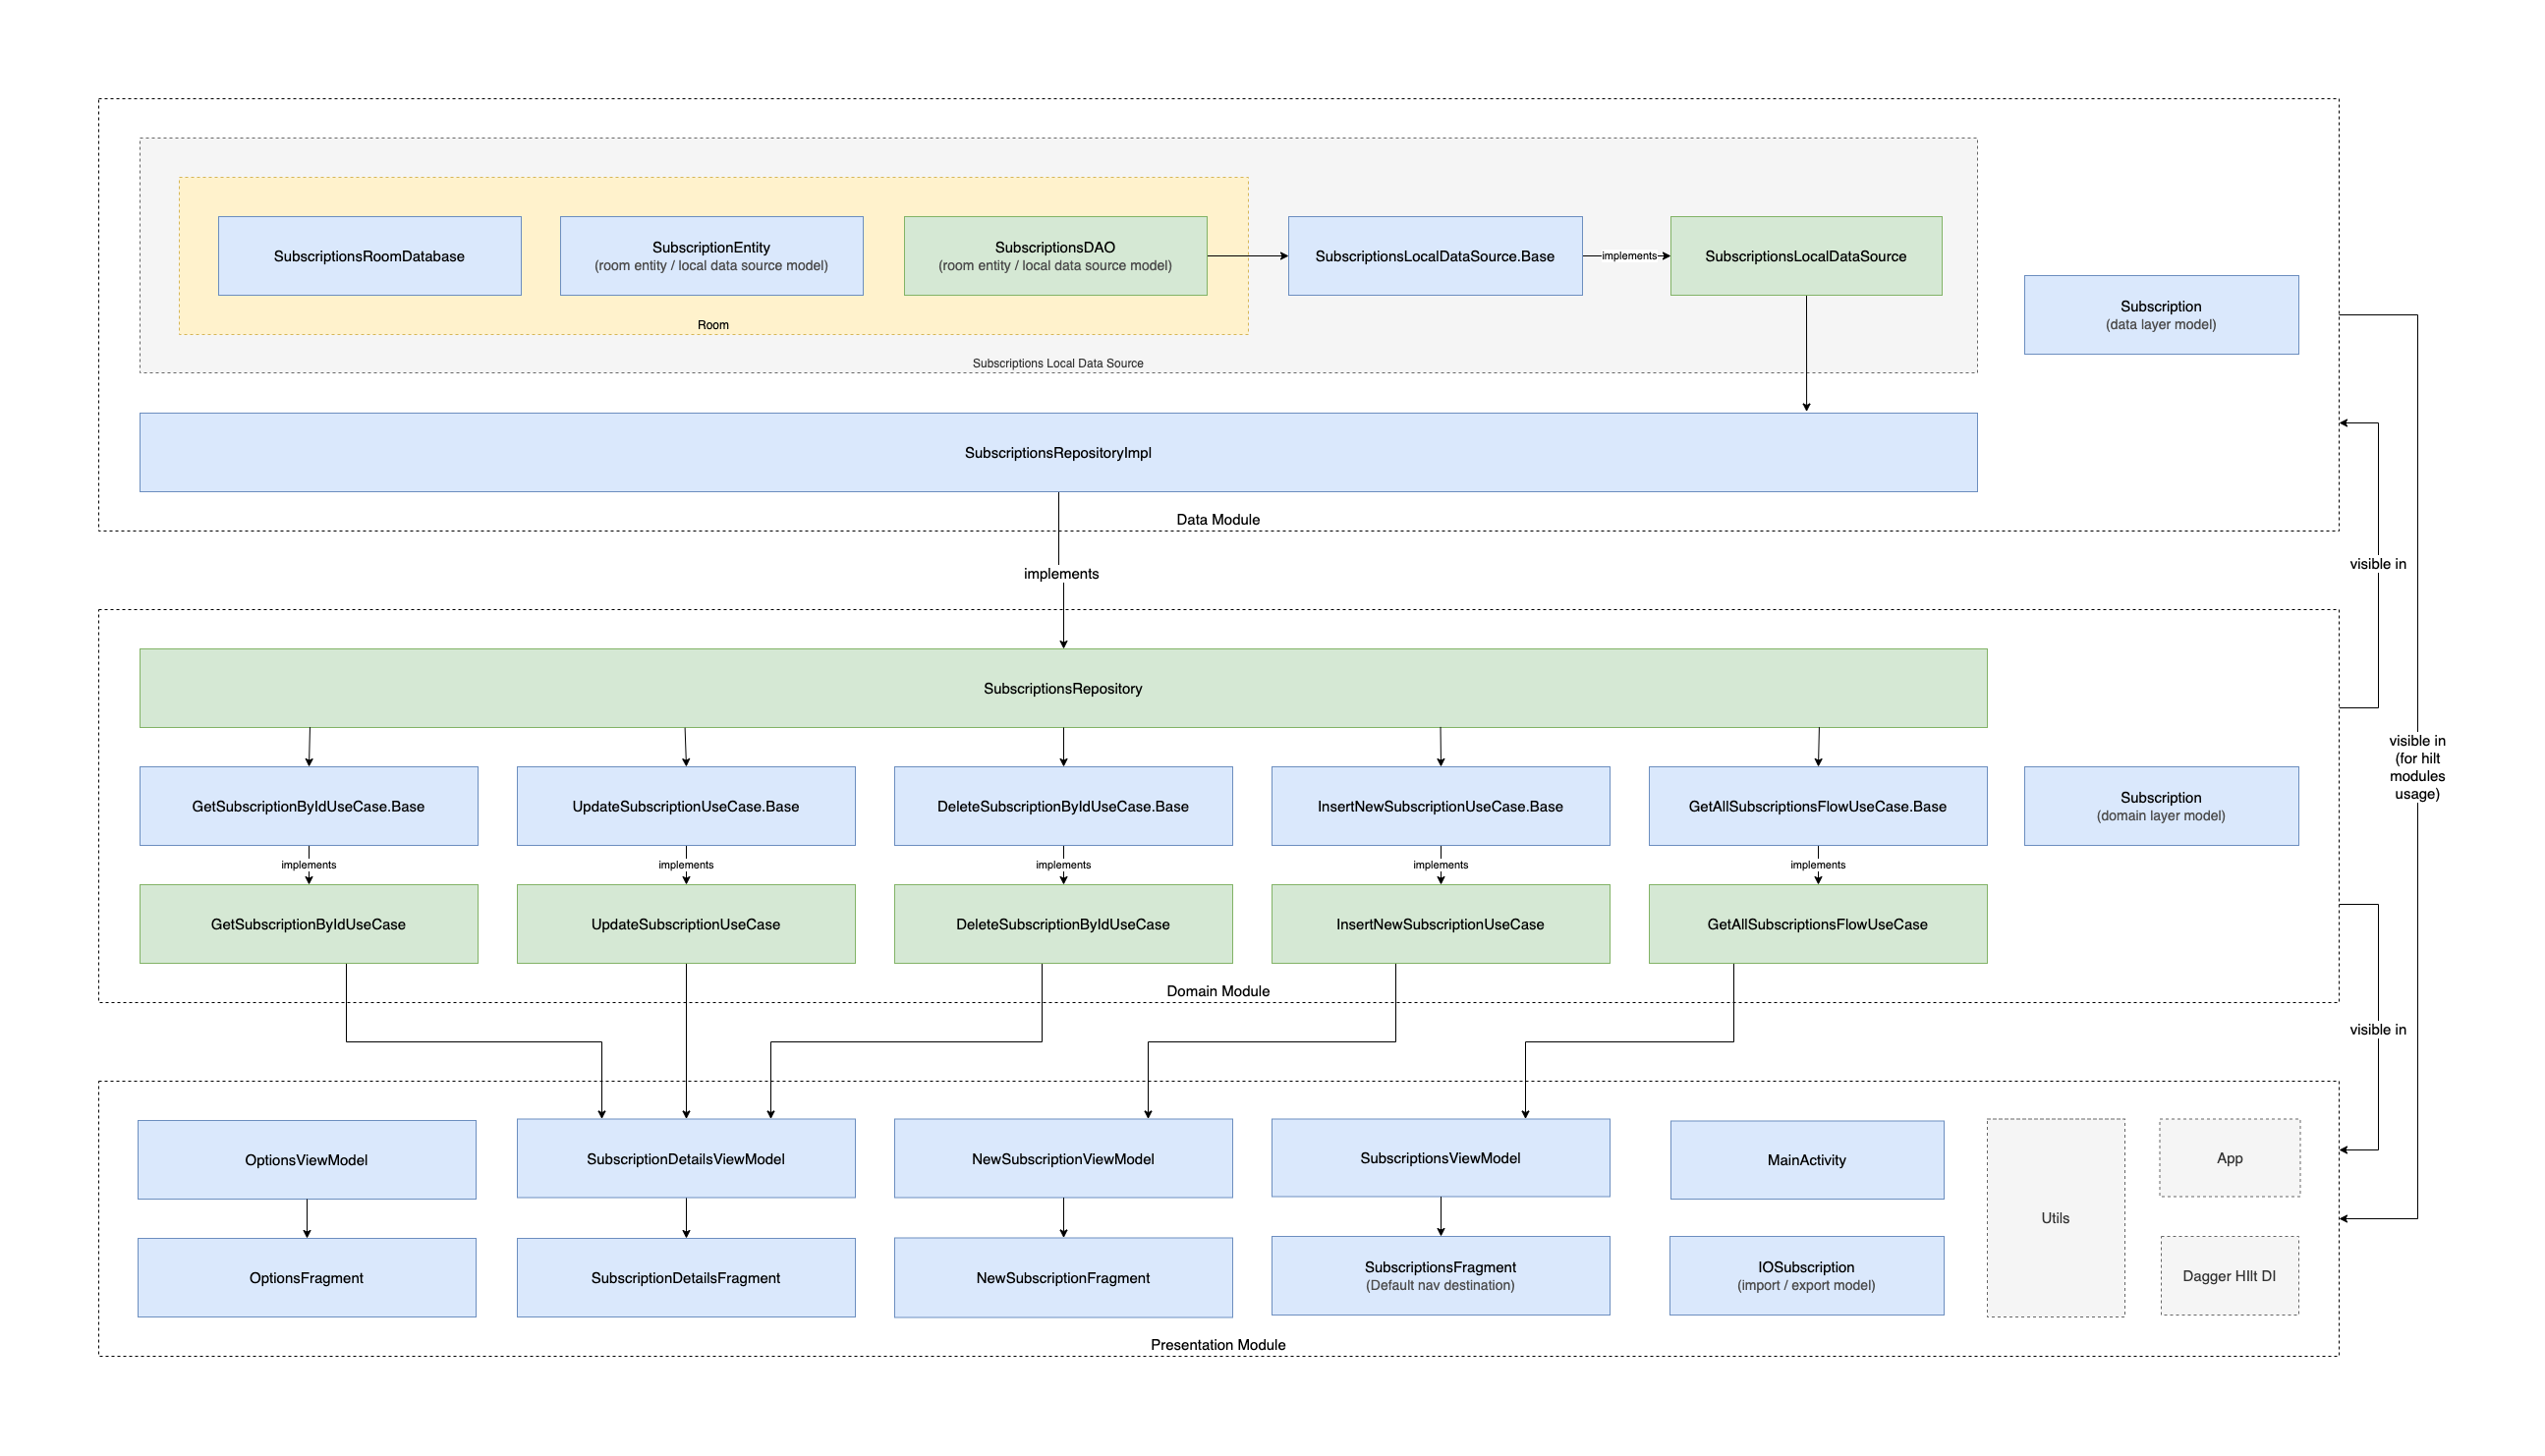 SubscriptionsRoomDatabase
SubscriptionEntity
(room entity / local data source model)
SubscriptionsDAO
(room entity / local data source model)
Room
SubscriptionsLocalDataSource.Base
implements
SubscriptionsLocalDataSource
Subscriptions Local Data Source
Subscription
(data layer model)
SubscriptionsRepositoryImpl
Data Module
implements
visible in
SubscriptionsRepository
visible in
(for hilt
modules
usage)
GetSubscriptionByIdUseCase.Base
UpdateSubscriptionUseCase.Base
DeleteSubscriptionByIdUseCase.Base
InsertNewSubscriptionUseCase.Base
GetAllSubscriptionsFlowUseCase.Base
Subscription
(domain layer model)
implements
implements
implements
implements
implements
GetSubscriptionByIdUseCase
UpdateSubscriptionUseCase
DeleteSubscriptionByIdUseCase
InsertNewSubscriptionUseCase
GetAllSubscriptionsFlowUseCase
Domain Module
visible in
OptionsViewModel
SubscriptionDetailsViewModel
NewSubscriptionViewModel
SubscriptionsViewModel
MainActivity
Utils
App
OptionsFragment
SubscriptionDetailsFragment
NewSubscriptionFragment
SubscriptionsFragment
(Default nav destination)
IOSubscription
(import / export model)
Dagger HIlt DI
Presentation Module